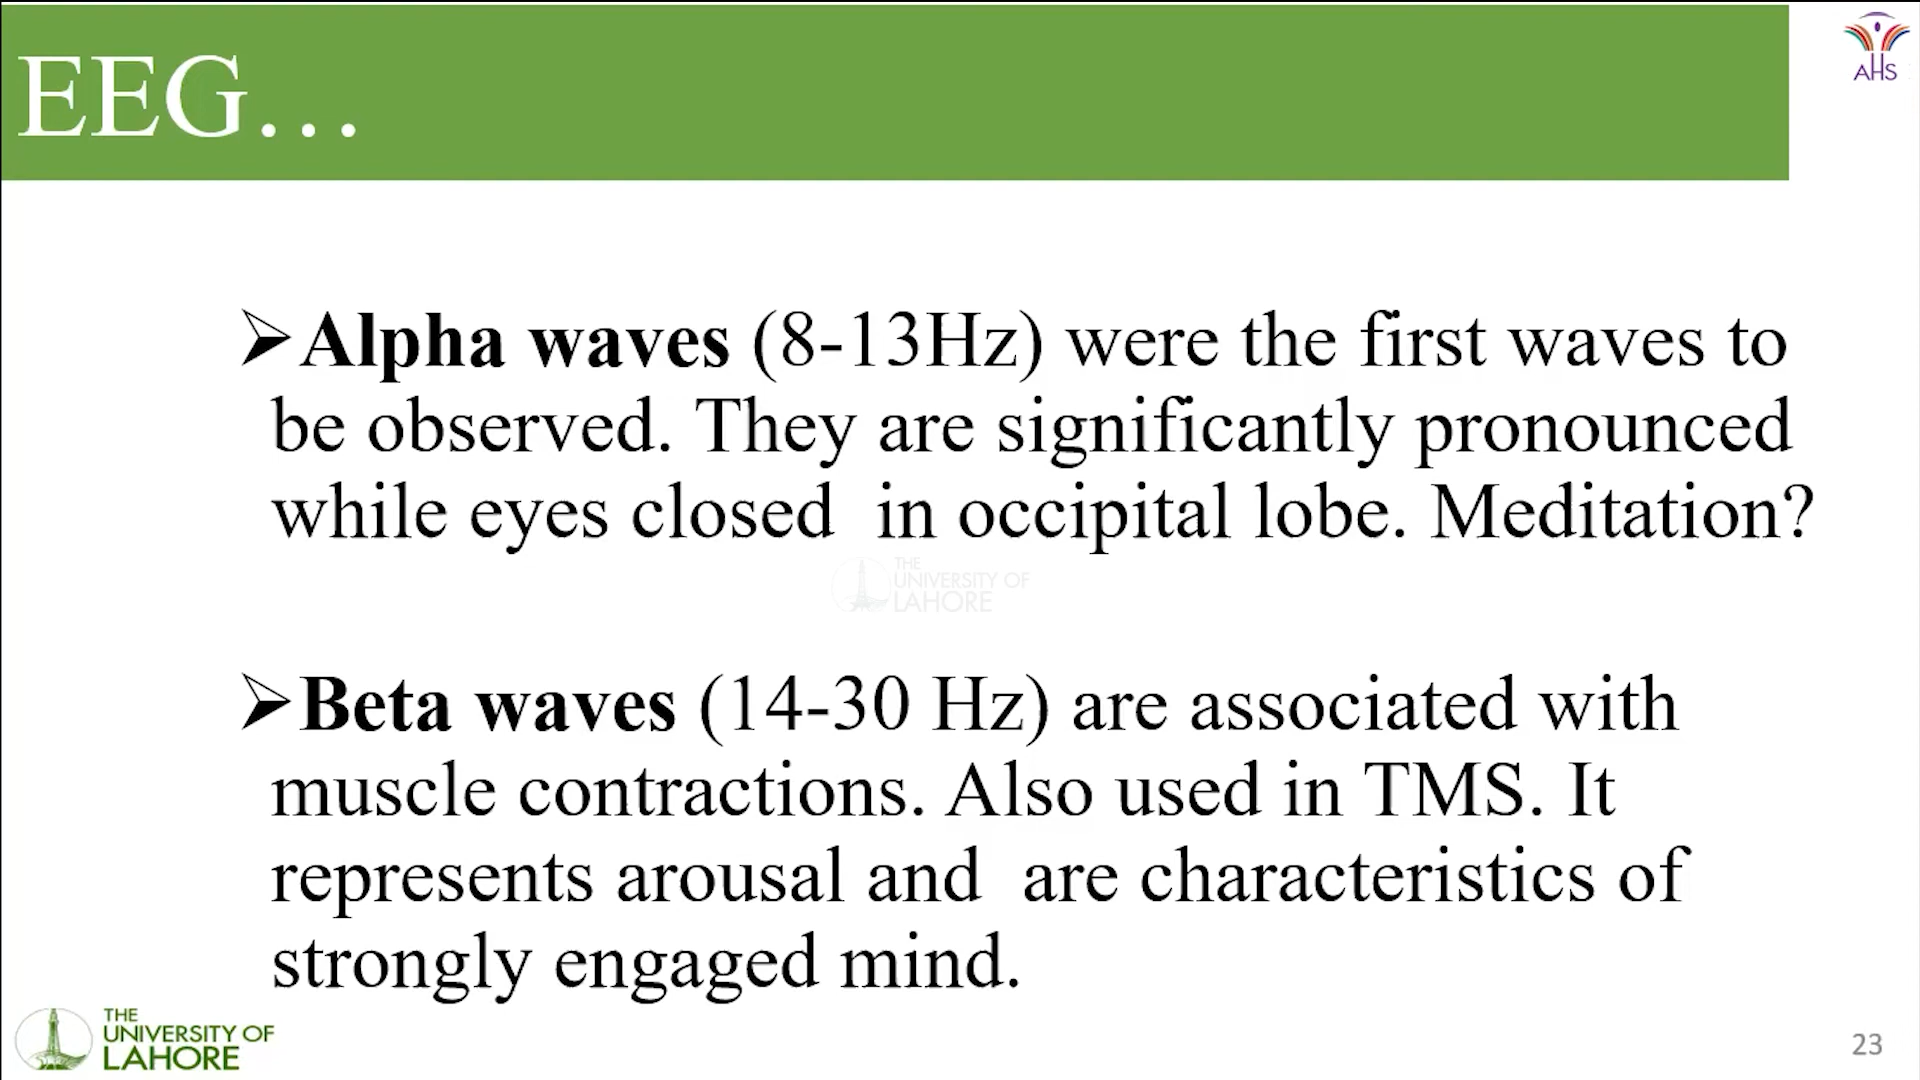 EEG...
AHS
➢Alpha waves (8-13Hz) were the first waves to
be observed. They are significantly pronounced
while eyes closed  in occipital lobe. Meditation?
THE
UNIVERSITY OF
LAHORE
➢Beta waves (14-30 Hz) are associated with
muscle contractions. Also used in TMS. It
represents arousal and  are characteristics of
strongly engaged mind.
THE
UNIVERSITY OF
LAHORE
23